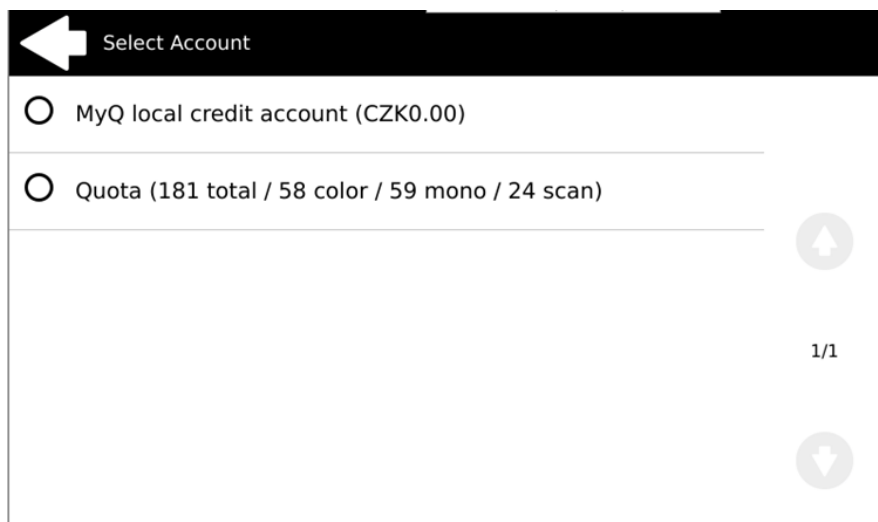 Select Account
MyQ local credit account (CZK0.00)
Quota (181 total / 58 color / 59 mono / 24 scan)
1/1